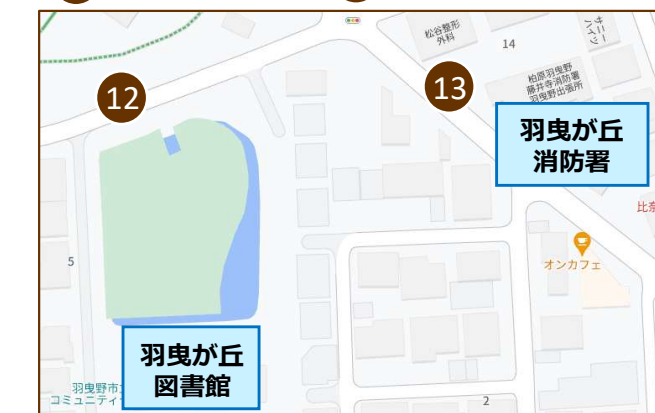 松谷整形
外科
14
サニー
ハイツ
12
13
柏原羽曳野
藤井寺消防署
羽曳野出張所
羽曳が丘
消防署
比奈
5
オンカフェ
羽曳が丘
図書館
羽曳野市
コミュニティ
2